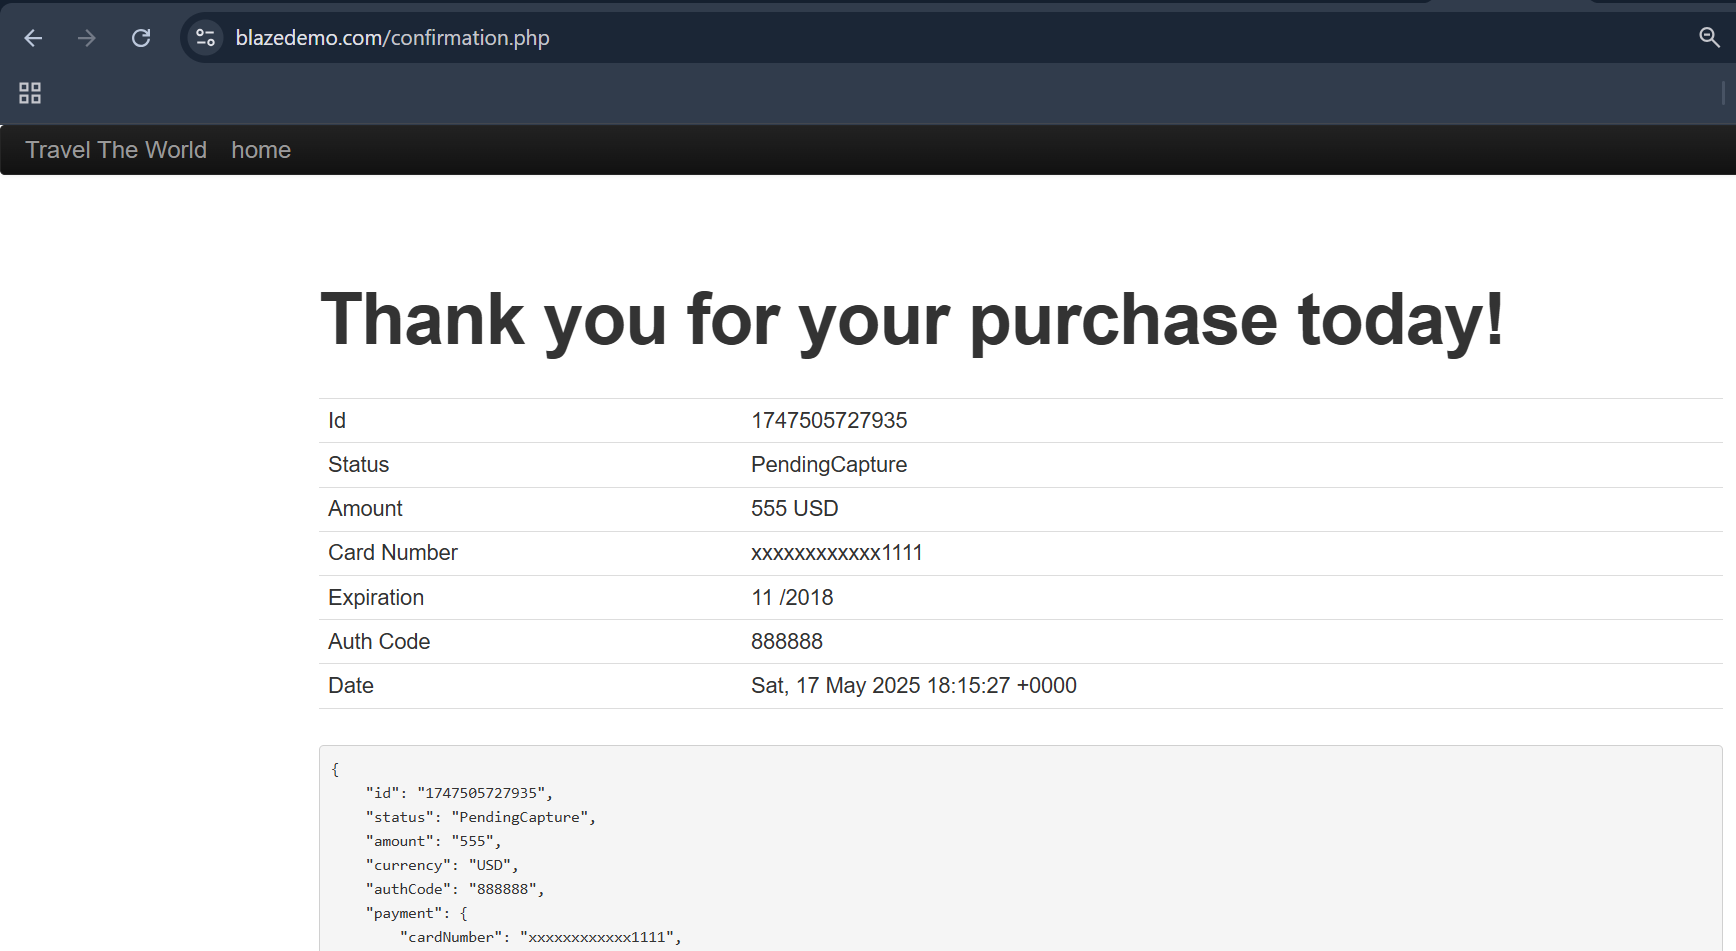 blazedemo.com/confirmation.php
Travel The World home
Thank you for your purchase today!
Id 1747505727935
Status PendingCapture
Amount 555 USD
Card Number xxxxxxxxxxxx1111
Expiration 11 /2018
Auth Code 888888
Date Sat, 17 May 2025 18:15:27 +0000
{
"id": "1747505727935",
"status": "PendingCapture",
"amount": "555",
"currency": "USD",
"authCode": "888888",
"payment": {
"cardNumber": "xxxxxxxxxxxx1111",